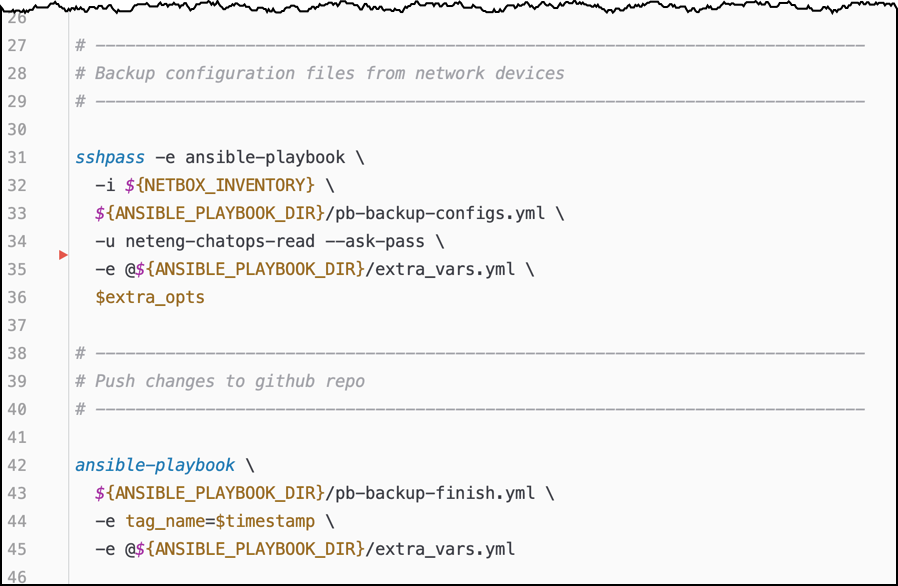 26
27 # -----------------------------------------------------------------------------
28 # Backup configuration files from network devices
29 # -----------------------------------------------------------------------------
30
31 sshpass -e ansible-playbook \
32   -i ${NETBOX_INVENTORY} \
33   ${ANSIBLE_PLAYBOOK_DIR}/pb-backup-configs.yml \
34   -u neteng-chatops-read --ask-pass \
35   -e @${ANSIBLE_PLAYBOOK_DIR}/extra_vars.yml \
36   $extra_opts
37
38 # -----------------------------------------------------------------------------
39 # Push changes to github repo
40 # -----------------------------------------------------------------------------
41
42 ansible-playbook \
43   ${ANSIBLE_PLAYBOOK_DIR}/pb-backup-finish.yml \
44   -e tag_name=$timestamp \
45   -e @${ANSIBLE_PLAYBOOK_DIR}/extra_vars.yml
46